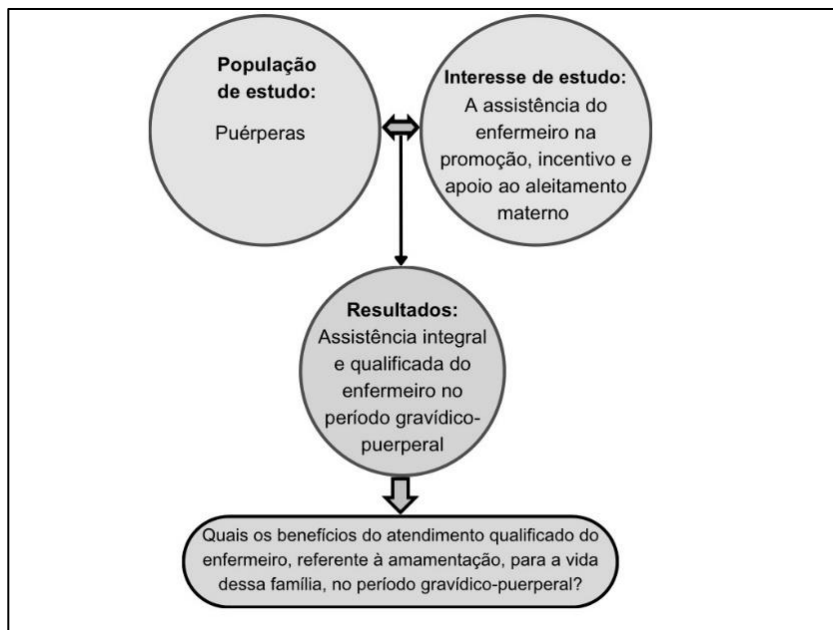 População
de estudo:
Puérperas
Interesse de estudo:
A assistência do
enfermeiro na
promoção, incentivo e
apoio ao aleitamento
materno
Resultados:
Assistência integral
e qualificada do
enfermeiro no
período gravídico-
puerperal
Quais os benefícios do atendimento qualificado do
enfermeiro, referente à amamentação, para a vida
dessa família, no período gravídico-puerperal?